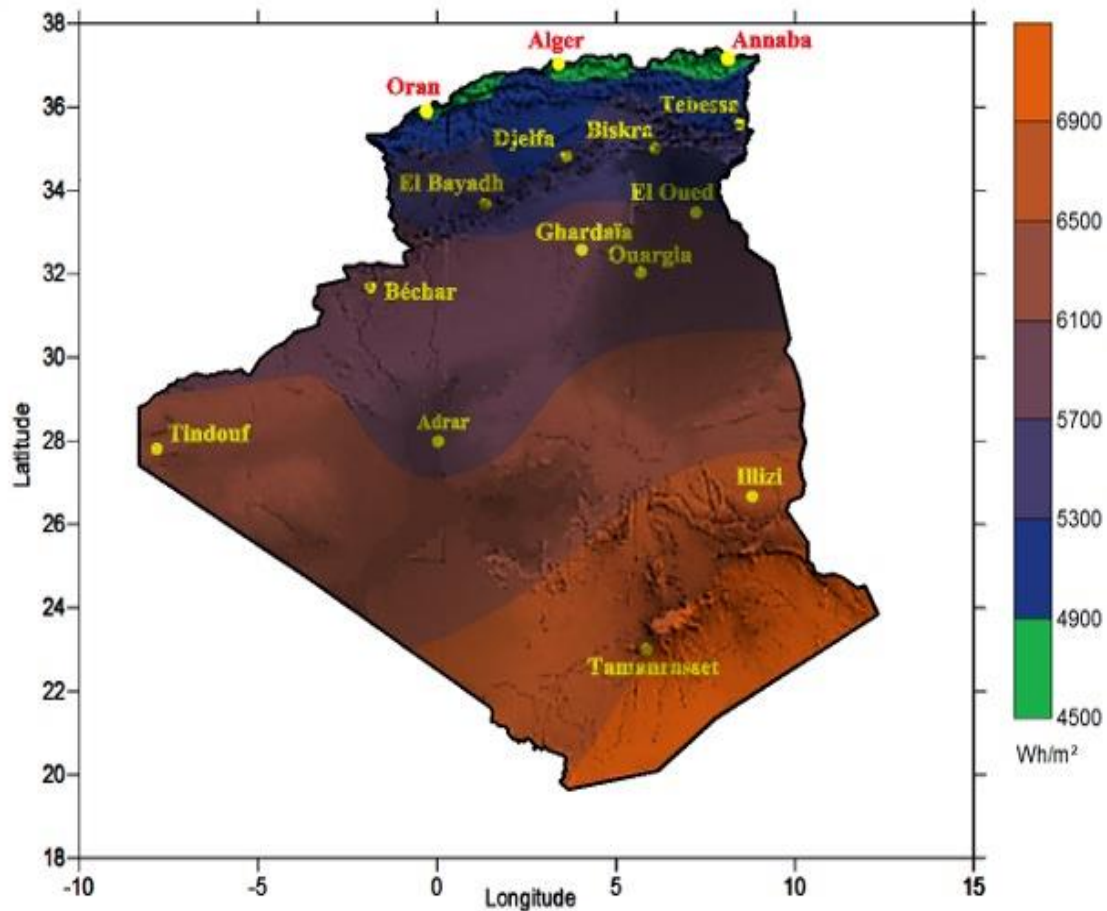 38
36
34
32
30
28
26
24
22
20
18
Latitude
-10
-5
0
5
10
15
Longitude
Alger
Annaba
Oran
Tebessa
Biskra
Djelfa
El Bayadh
El Oued
Ghardaïa
Ouargla
Béchar
Adrar
Tindouf
Illizi
Tamanrasset
6900
6500
6100
5700
5300
4900
4500
Wh/m²